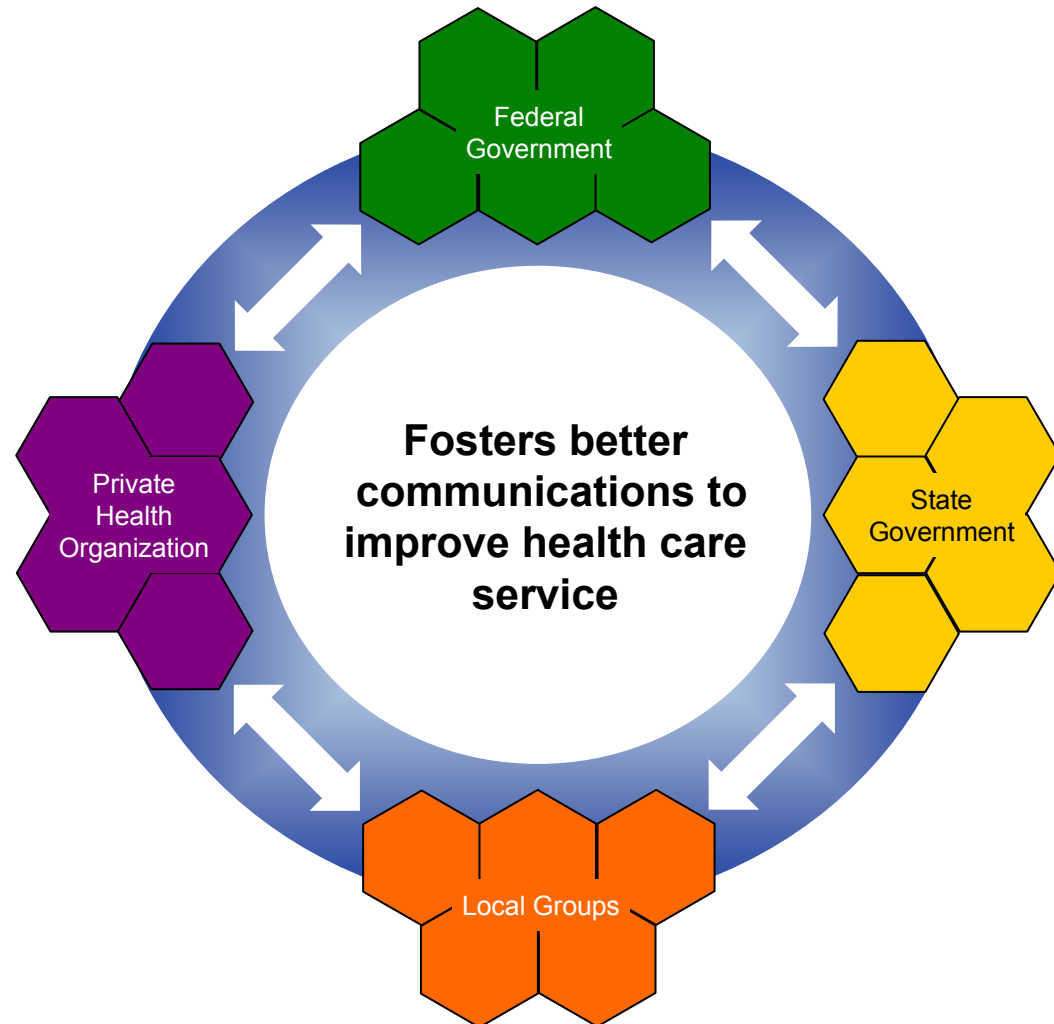 Federal
Government
Private
Health
Organization
Fosters better
communications to
improve health care
service
State
Government
Local Groups